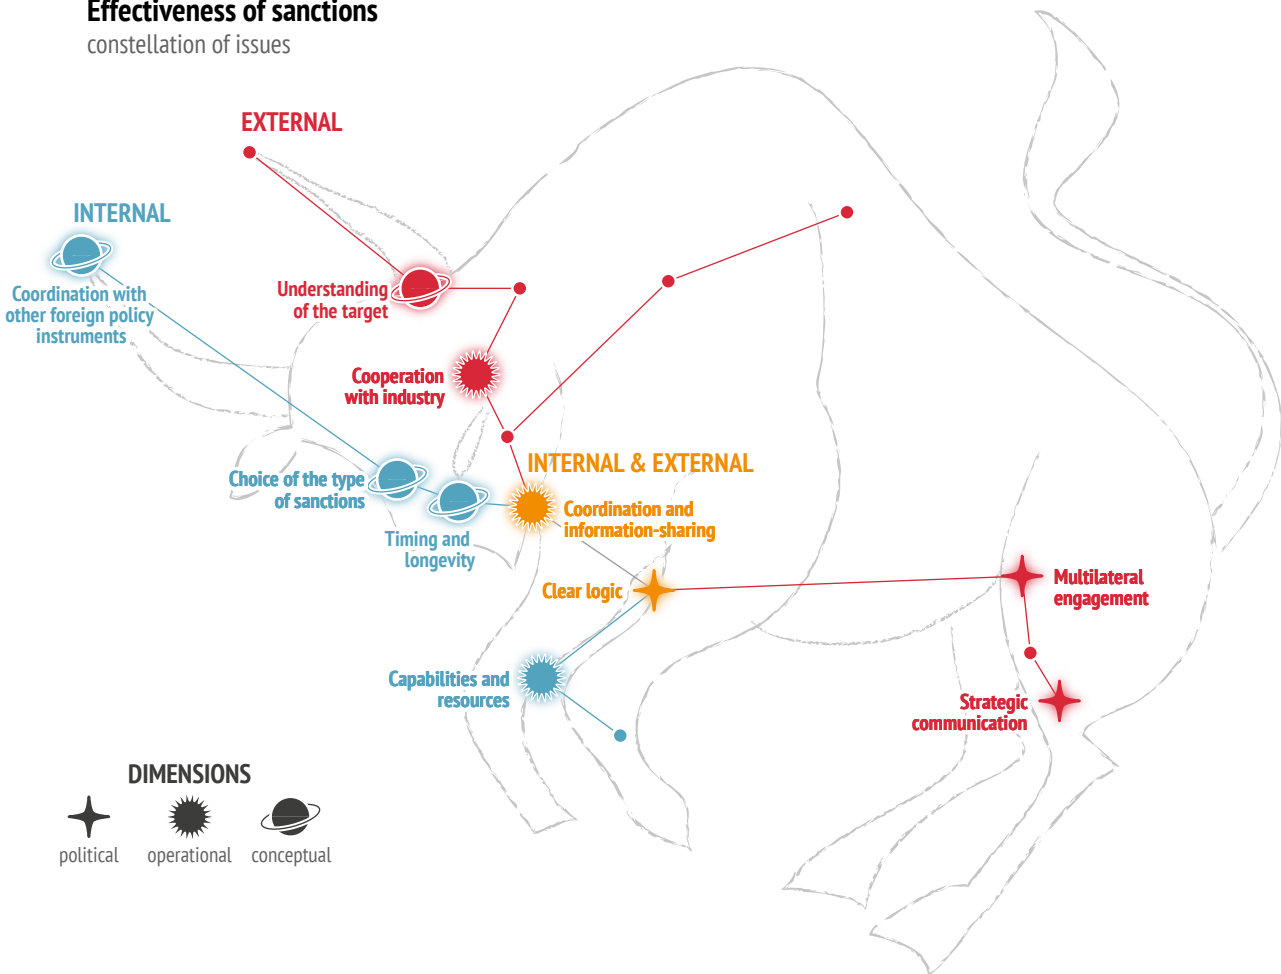 Effectiveness of sanctions
constellation of issues
EXTERNAL
INTERNAL
Coordination with
other foreign policy
instruments
Understanding
of the target
Cooperation
with industry
INTERNAL & EXTERNAL
Choice of the type
of sanctions
Coordination and
information-sharing
Timing and
longevity
Clear logic
Multilateral
engagement
Capabilities and
resources
Strategic
communication
DIMENSIONS
political
operational
conceptual